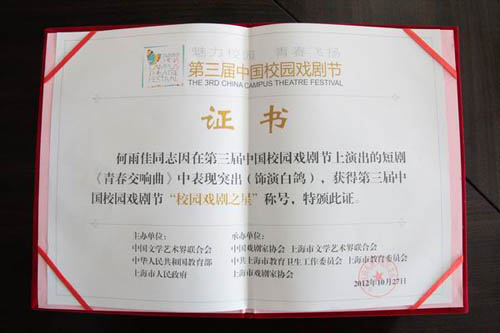 魅力校园 青春飞扬
第三届中国校园戏剧节
THE 3RD CHINA CAMPUS THEATRE FESTIVAL
证书
何雨佳同志因在第三届中国校园戏剧节上演出的短剧
《青春交响曲》中表现突出（饰演白鸽），获得第三届中
国校园戏剧节“校园戏剧之星”称号，特颁此证。
主办单位： 承办单位：
中国文学艺术界联合会 中国戏剧家协会 上海市文学艺术界联合会
中华人民共和国教育部 中共上海市教育卫生工作委员会 上海市教育委员会
上海市人民政府 上海市戏剧家协会
2012年10月27日